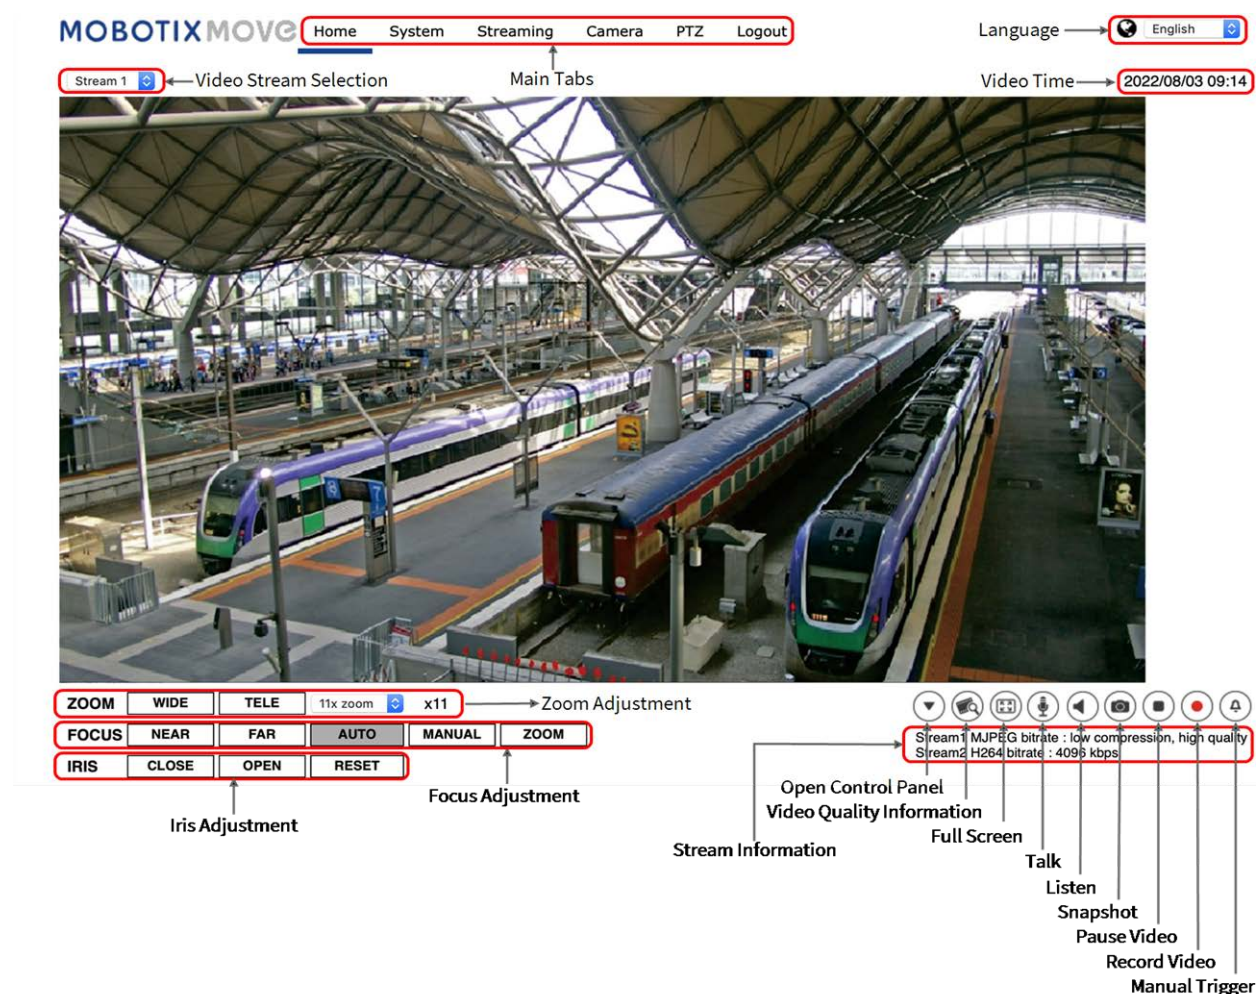 MOBOTIXMOVE
Home System Streaming Camera PTZ Logout
Language
English
Stream 1
Video Stream Selection
Main Tabs
Video Time
2022/08/03 09:14
ZOOM WIDE TELE 11x zoom x11
Zoom Adjustment
FOCUS NEAR FAR AUTO MANUAL ZOOM
Stream1 MJPEG bitrate : low compression, high quality
Stream2 H264 bitrate : 4096 kbps
IRIS CLOSE OPEN RESET
Focus Adjustment
Iris Adjustment
Open Control Panel
Video Quality Information
Full Screen
Stream Information
Talk
Listen
Snapshot
Pause Video
Record Video
Manual Trigger